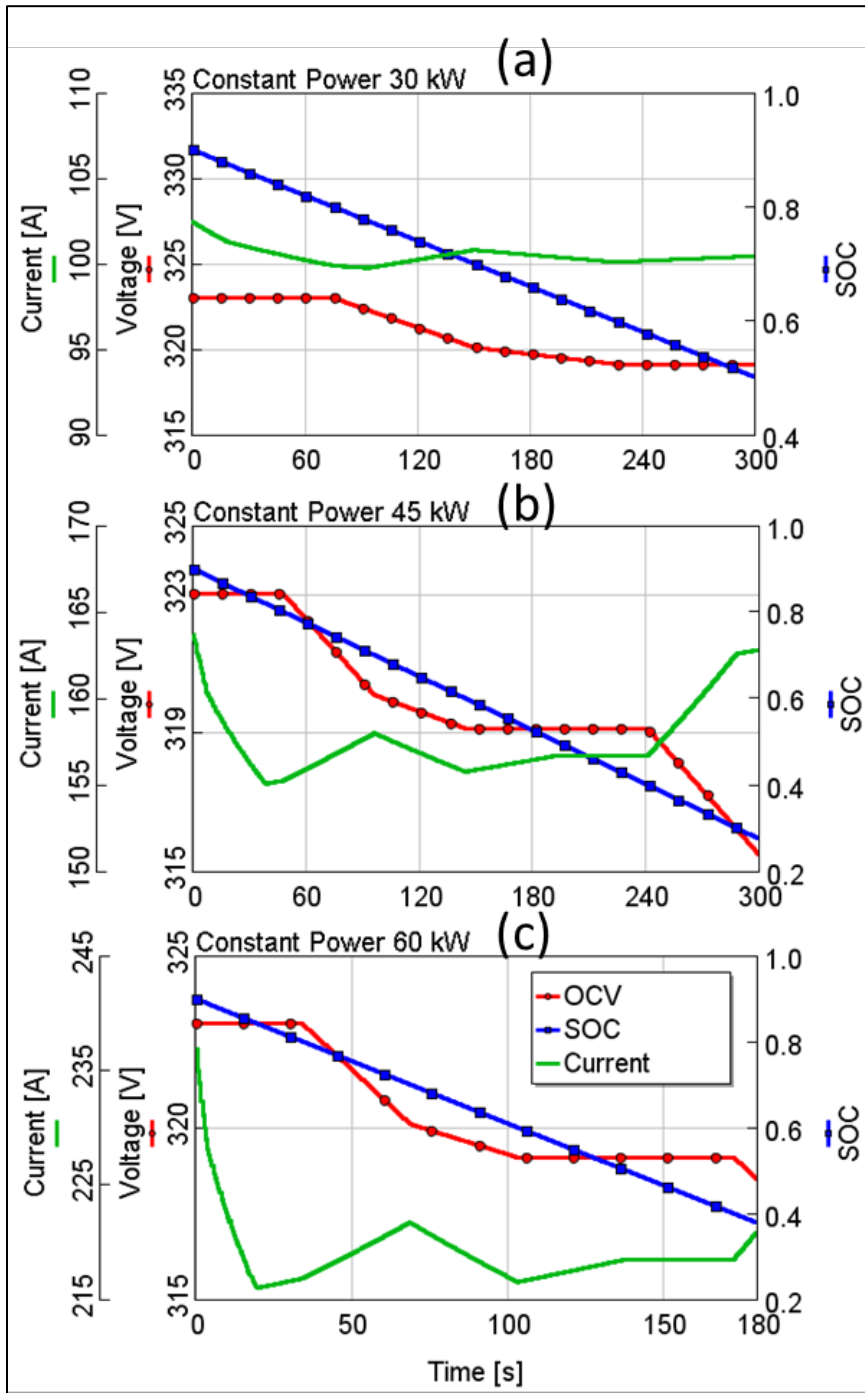 (a)
Constant Power 30 kW
Current [A]
110
105
100
95
90
Voltage [V]
335
330
325
320
315
SOC
1.0
0.8
0.6
0.4
0 60 120 180 240 300
(b)
Constant Power 45 kW
Current [A]
170
165
160
155
150
Voltage [V]
325
323
319
315
SOC
1.0
0.8
0.6
0.4
0.2
0 60 120 180 240 300
(c)
Constant Power 60 kW
Current [A]
245
235
225
215
Voltage [V]
325
320
315
OCV
SOC
Current
SOC
1.0
0.8
0.6
0.4
0.2
0 50 100 150 180
Time [s]